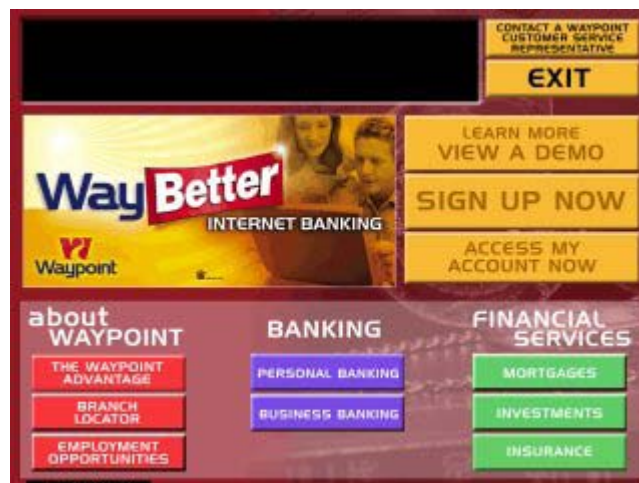 CONTACT A WAYPOINT
CUSTOMER SERVICE
REPRESENTATIVE
EXIT
Way Better
INTERNET BANKING
Waypoint
LEARN MORE
VIEW A DEMO
SIGN UP NOW
ACCESS MY
ACCOUNT NOW
about
WAYPOINT
THE WAYPOINT
ADVANTAGE
BRANCH
LOCATOR
EMPLOYMENT
OPPORTUNITIES
BANKING
PERSONAL BANKING
BUSINESS BANKING
FINANCIAL
SERVICES
MORTGAGES
INVESTMENTS
INSURANCE